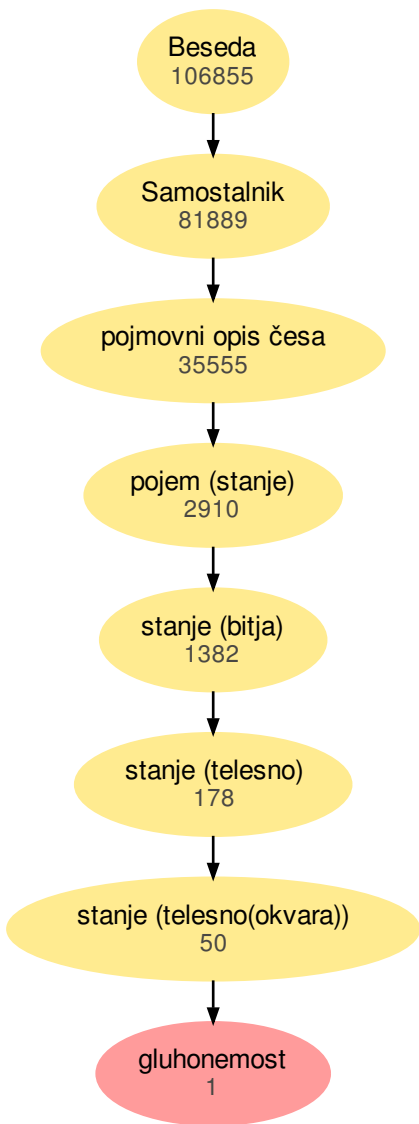 Beseda
106855
Samostalnik
81889
pojmovni opis česa
35555
pojem (stanje)
2910
stanje (bitja)
1382
stanje (telesno)
178
stanje (telesno(okvara))
50
gluhonemost
1